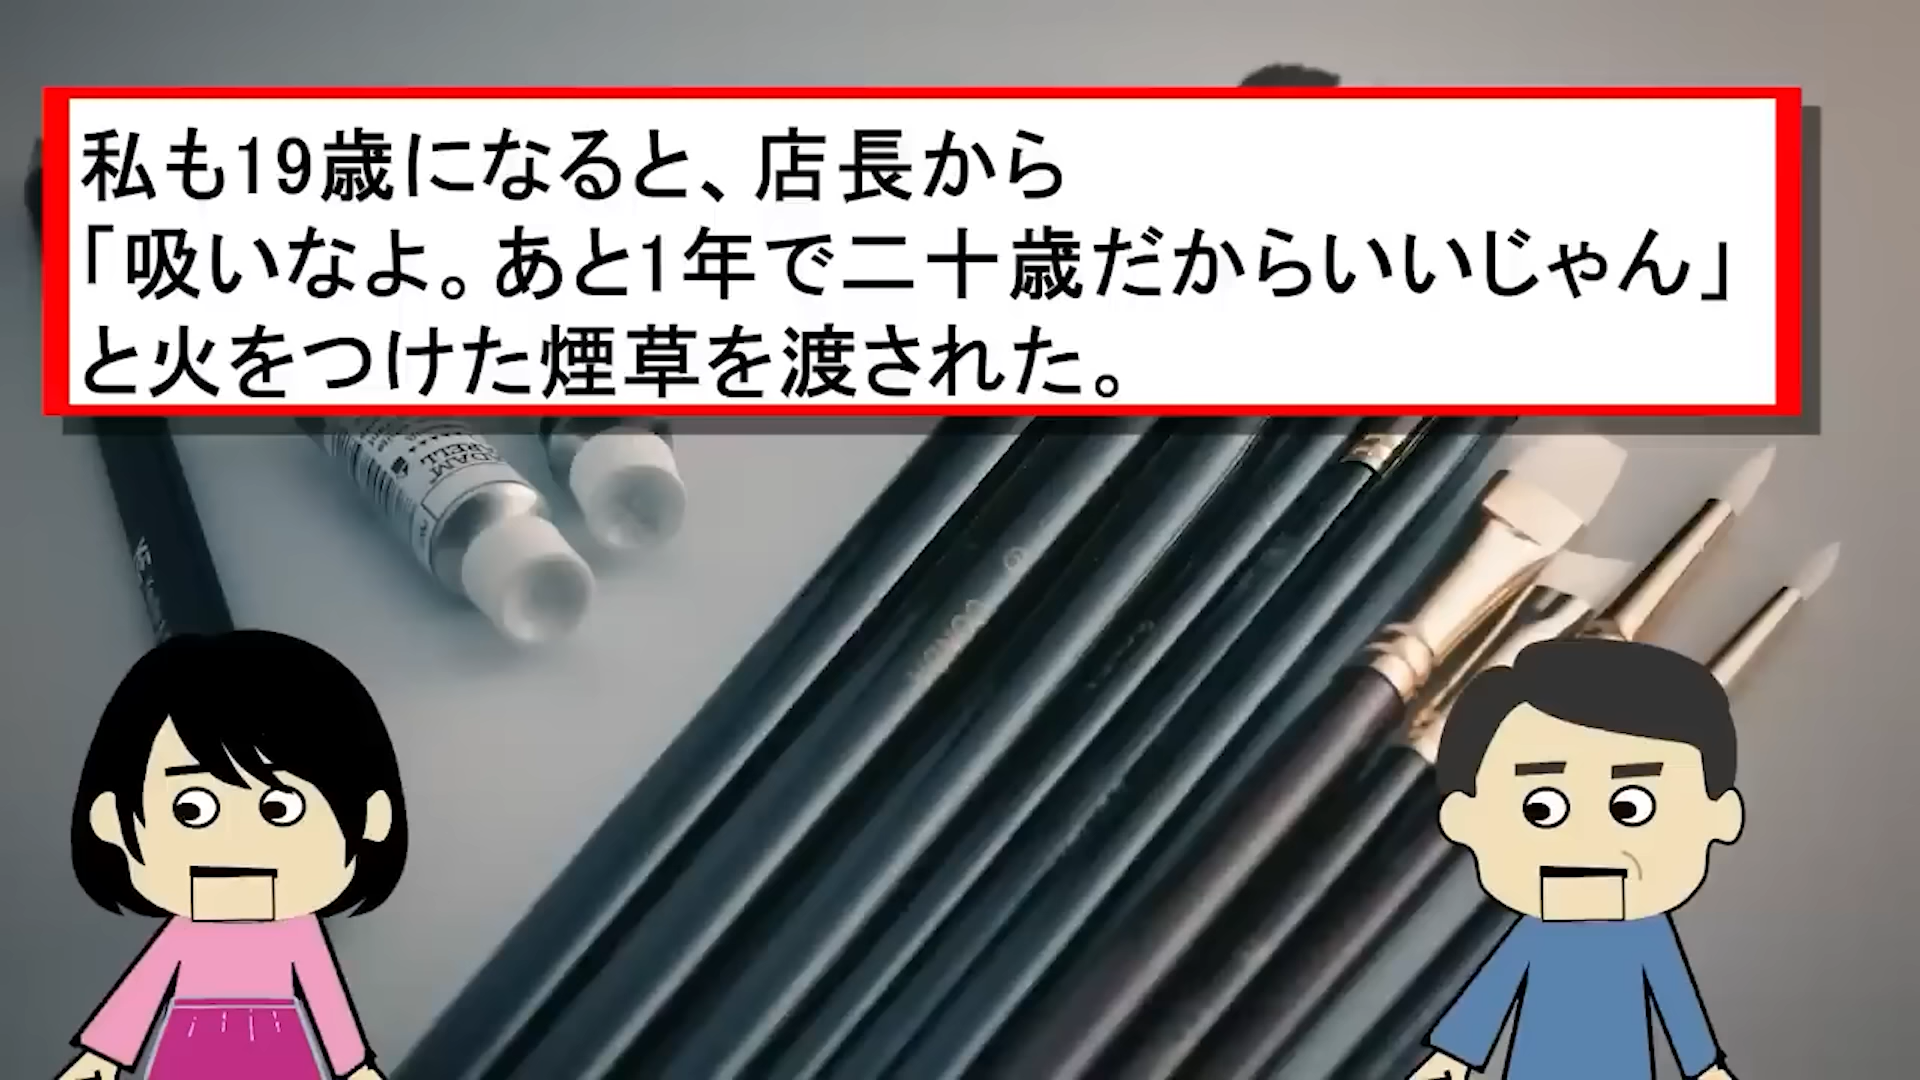 私も19歳になると、店長から
「吸いなよ。あと1年で二十歳だからいいじゃん」
と火をつけた煙草を渡された。